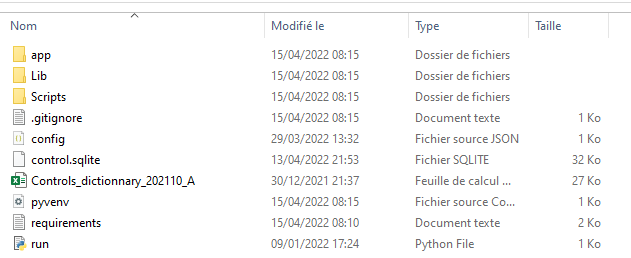 Nom Modifié le Type Taille
app 15/04/2022 08:15 Dossier de fichiers
Lib 15/04/2022 08:15 Dossier de fichiers
Scripts 15/04/2022 08:15 Dossier de fichiers
.gitignore 15/04/2022 08:15 Document texte 1 Ko
config 29/03/2022 13:32 Fichier source JSON 1 Ko
control.sqlite 13/04/2022 21:53 Fichier SQLITE 32 Ko
Controls_dictionnary_202110_A 30/12/2021 21:37 Feuille de calcul ... 27 Ko
pyvenv 15/04/2022 08:15 Fichier source Co... 1 Ko
requirements 15/04/2022 08:10 Document texte 2 Ko
run 09/01/2022 17:24 Python File 1 Ko